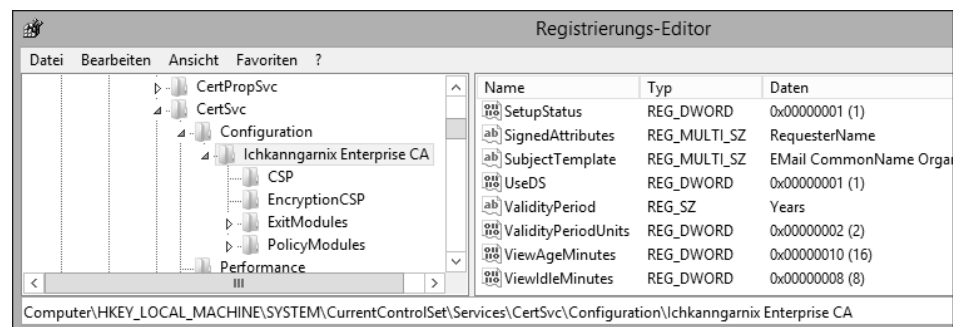 Registrierungs-Editor
Datei Bearbeiten Ansicht Favoriten ?
CertPropSvc
CertSvc
Configuration
Ichkanngarnix Enterprise CA
CSP
EncryptionCSP
ExitModules
PolicyModules
Performance
Name Typ Daten
SetupStatus REG_DWORD 0x00000001 (1)
SignedAttributes REG_MULTI_SZ RequesterName
SubjectTemplate REG_MULTI_SZ EMail CommonName Orga
UseDS REG_DWORD 0x00000001 (1)
ValidityPeriod REG_SZ Years
ValidityPeriodUnits REG_DWORD 0x00000002 (2)
ViewAgeMinutes REG_DWORD 0x00000010 (16)
ViewIdleMinutes REG_DWORD 0x00000008 (8)
Computer\HKEY_LOCAL_MACHINE\SYSTEM\CurrentControlSet\Services\CertSvc\Configuration\Ichkanngarnix Enterprise CA